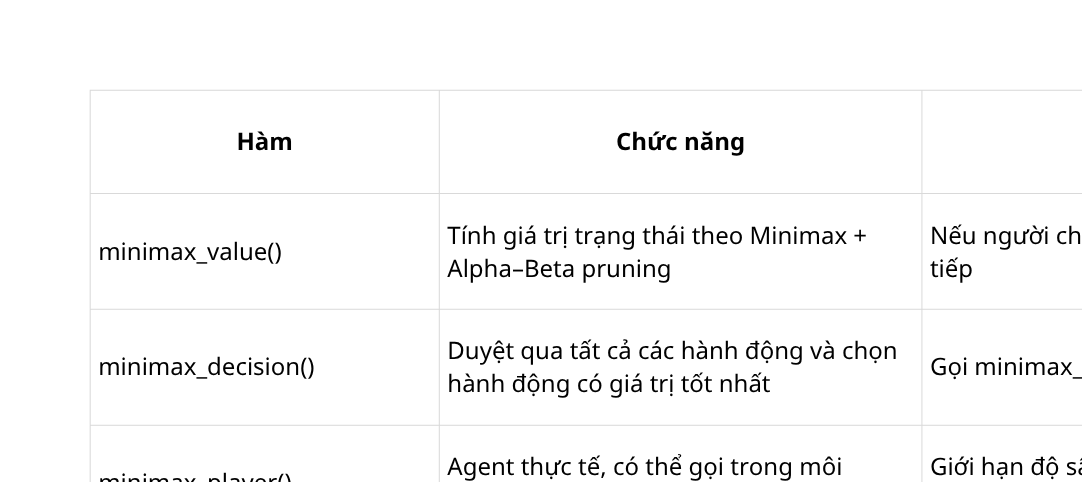 Hàm
Chức năng
minimax_value()
Tính giá trị trạng thái theo Minimax +
Alpha–Beta pruning
Nếu người ch
tiếp
minimax_decision()
Duyệt qua tất cả các hành động và chọn
hành động có giá trị tốt nhất
Gọi minimax_
minimax_player()
Agent thực tế, có thể gọi trong môi
Giới hạn độ sâ